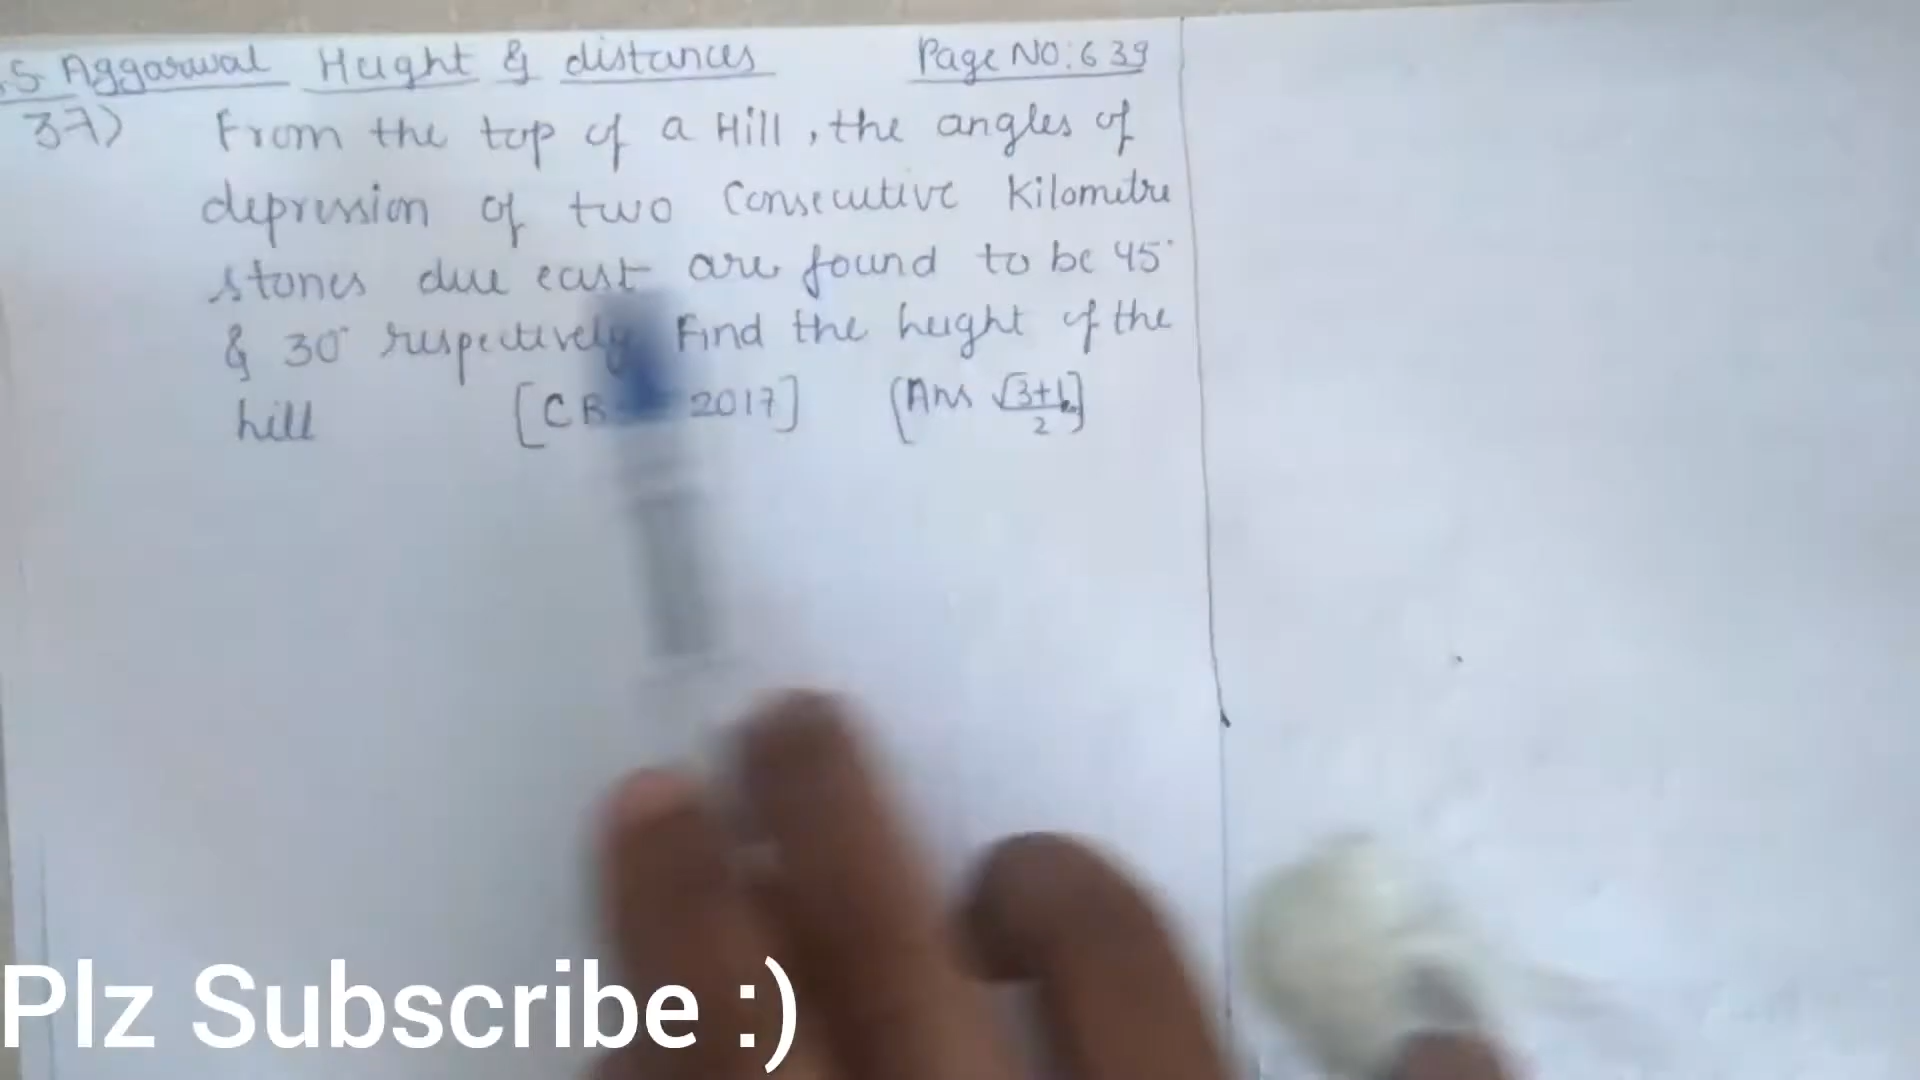 .S Aggarwal Height & distances Page No: 639
37) From the top of a Hill, the angles of
depression of two Consecutive Kilometre
stones due east are found to be 45°
& 30° respectively Find the height of the
hill [CB 2017] (Ans √3+1/2 km]
Plz Subscribe :)